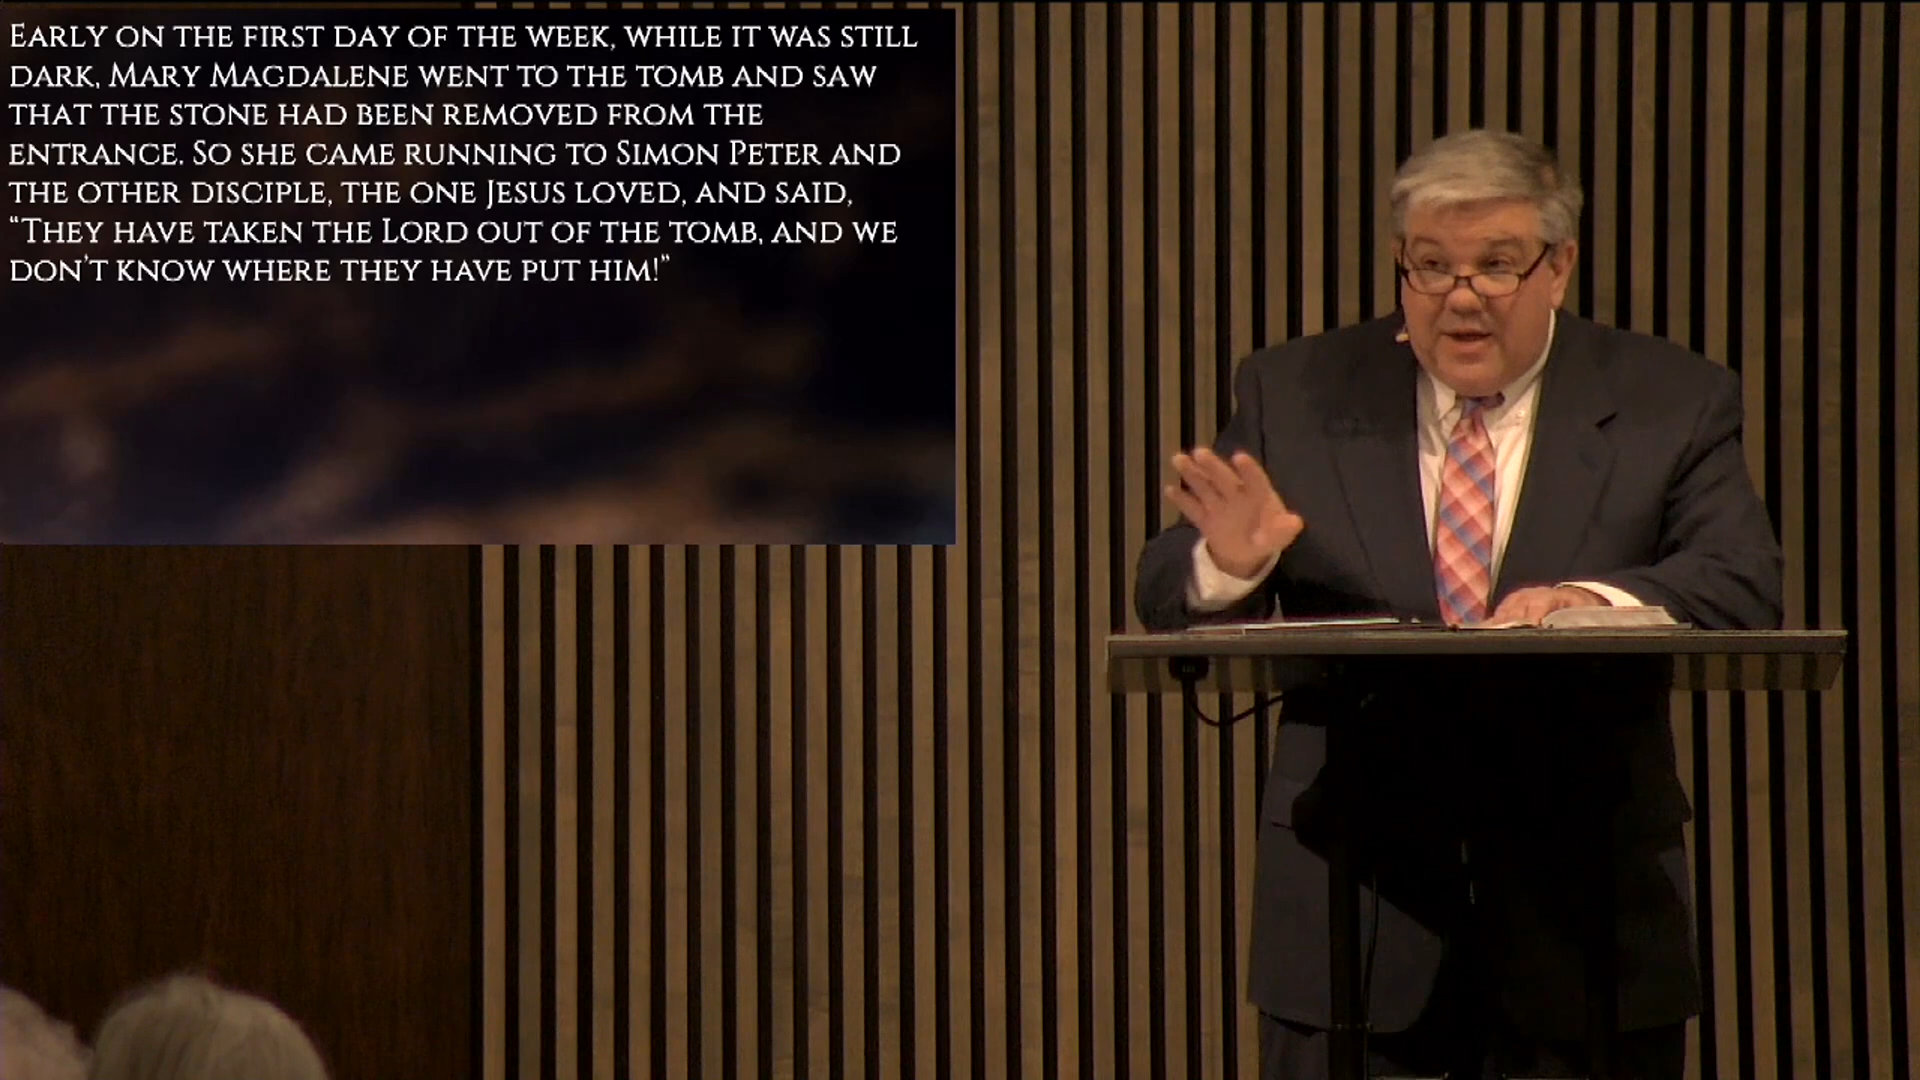 Early on the first day of the week, while it was still
dark, Mary Magdalene went to the tomb and saw
that the stone had been removed from the
entrance. So she came running to Simon Peter and
the other disciple, the one Jesus loved, and said,
“They have taken the Lord out of the tomb, and we
don’t know where they have put him!”